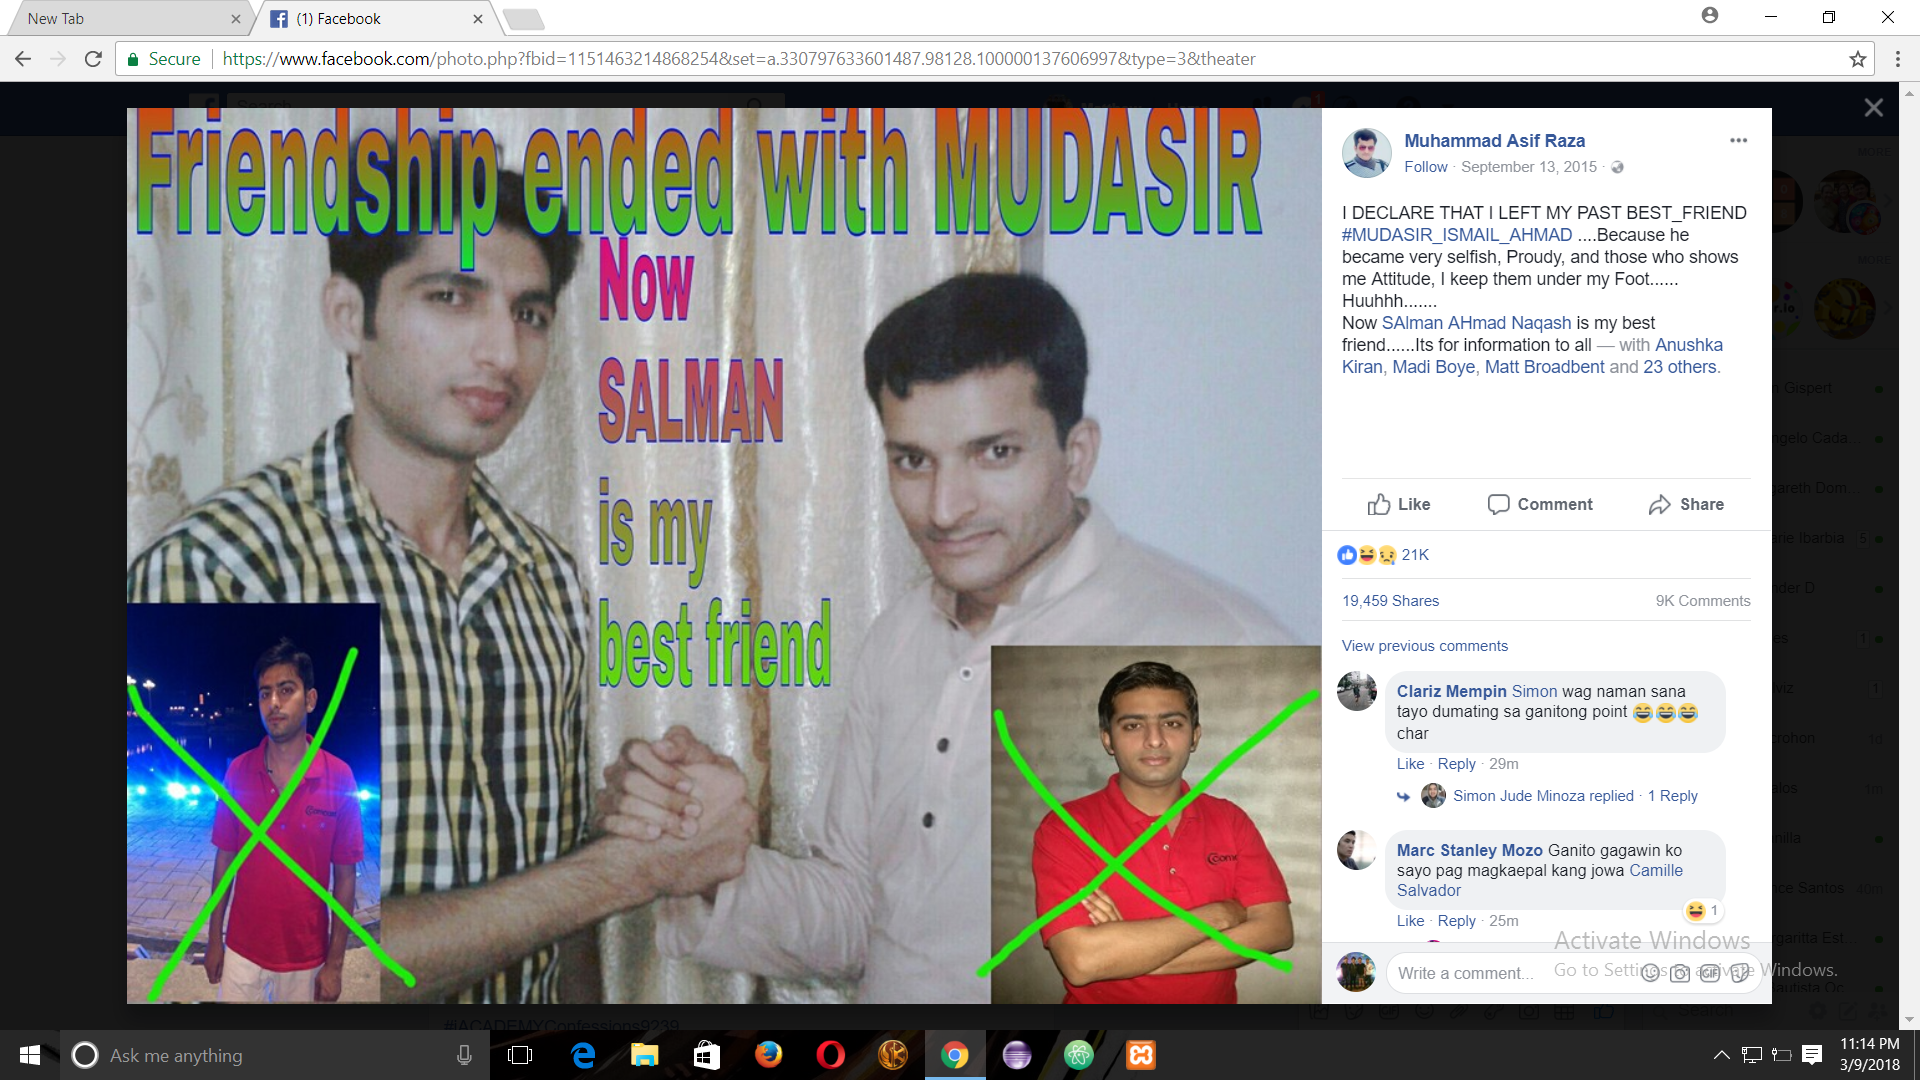 New Tab
(1) Facebook
Secure
https://www.facebook.com/photo.php?fbid=1151463214868254&set=a.330797633601487.98128.100000137606997&type=3&theater
Search
Friendship ended with MUDASIR
Now
SALMAN
is my
best friend
Muhammad Asif Raza
Follow · September 13, 2015 ·
I DECLARE THAT I LEFT MY PAST BEST_FRIEND
#MUDASIR_ISMAIL_AHMAD ....Because he
became very selfish, Proudy, and those who shows
me Attitude, I keep them under my Foot......
Huuhhh.......
Now SAlman AHmad Naqash is my best
friend......Its for information to all — with Anushka
Kiran, Madi Boye, Matt Broadbent and 23 others.
Like Comment Share
21K
19,459 Shares 9K Comments
View previous comments
Clariz Mempin Simon wag naman sana
tayo dumating sa ganitong point 😂😂😂
char
Like · Reply · 29m
Simon Jude Minoza replied · 1 Reply
Marc Stanley Mozo Ganito gagawin ko
sayo pag magkaepal kang jowa Camille
Salvador
1
Like · Reply · 25m
Write a comment...
Activate Windows
Go to Settings to activate Windows.
MORE
MORE
Gispert
#iACADEMYConfessions9239
Search
Ask me anything
11:14 PM
3/9/2018